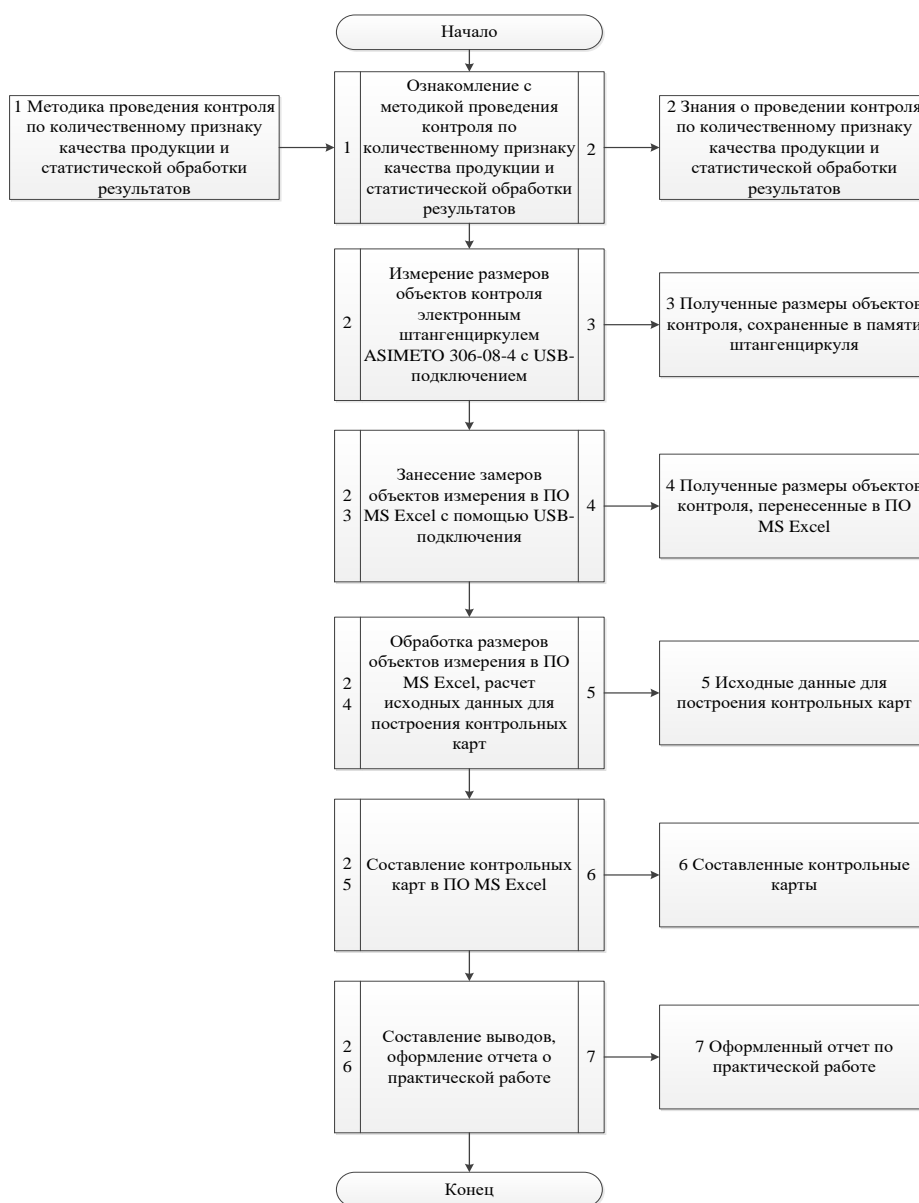 Начало
1 Методика проведения контроля
по количественному признаку
качества продукции и
статистической обработки
результатов
1
Ознакомление с
методикой проведения
контроля по
количественному признаку
качества продукции и
статистической обработки
результатов
2
2 Знания о проведении контроля
по количественному признаку
качества продукции и
статистической обработки
результатов
2
Измерение размеров
объектов контроля
электронным
штангенциркулем
ASIMETO 306-08-4 с USB-
подключением
3
3 Полученные размеры объектов
контроля, сохраненные в памяти
штангенциркуля
2
3
Занесение замеров
объектов измерения в ПО
MS Excel с помощью USB-
подключения
4
4 Полученные размеры объектов
контроля, перенесенные в ПО
MS Excel
2
4
Обработка размеров
объектов измерения в ПО
MS Excel, расчет
исходных данных для
построения контрольных
карт
5
5 Исходные данные для
построения контрольных карт
2
5
Составление контрольных
карт в ПО MS Excel
6
6 Составленные контрольные
карты
2
6
Составление выводов,
оформление отчета о
практической работе
7
7 Оформленный отчет по
практической работе
Конец